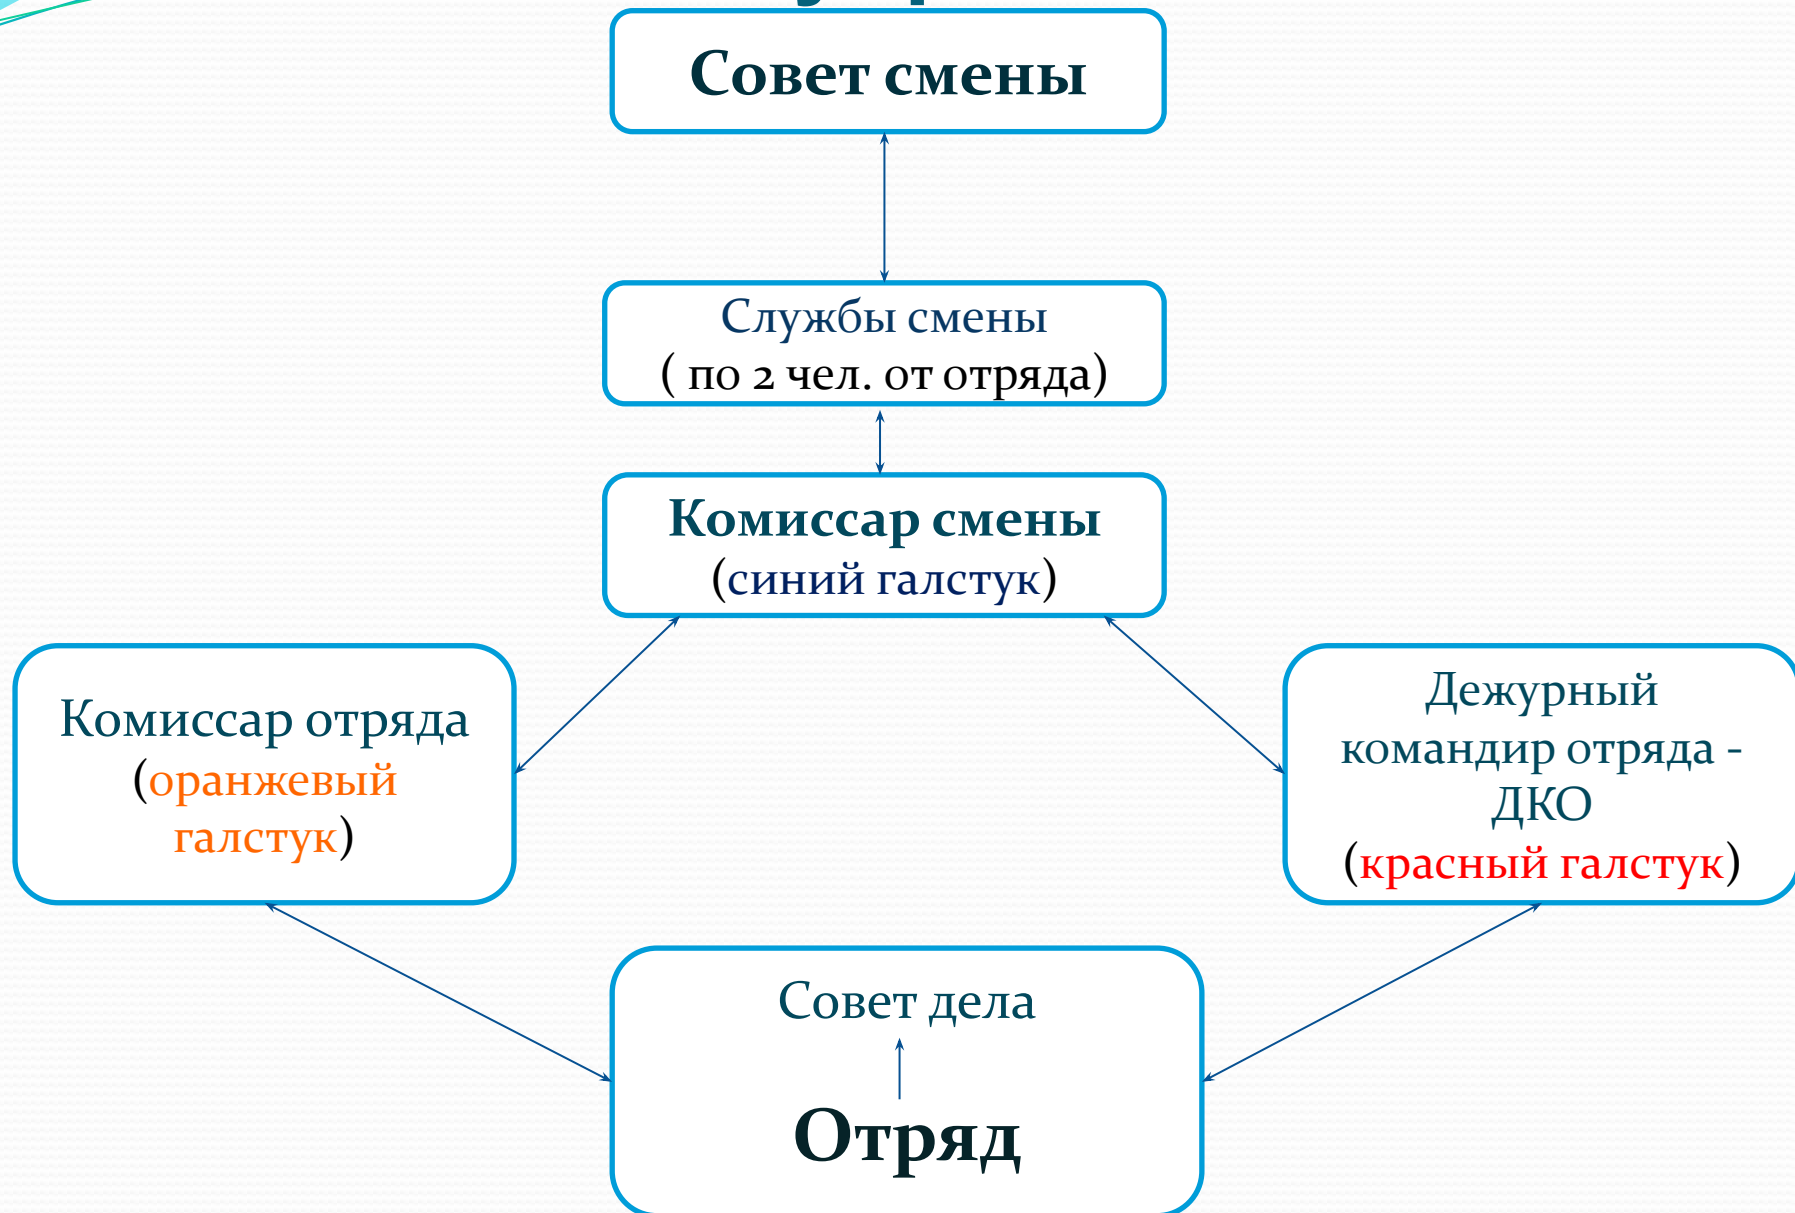 Совет смены
Службы смены
( по 2 чел. от отряда)
Комиссар смены
(синий галстук)
Комиссар отряда
(оранжевый
галстук)
Дежурный
командир отряда -
ДКО
(красный галстук)
Совет дела
Отряд